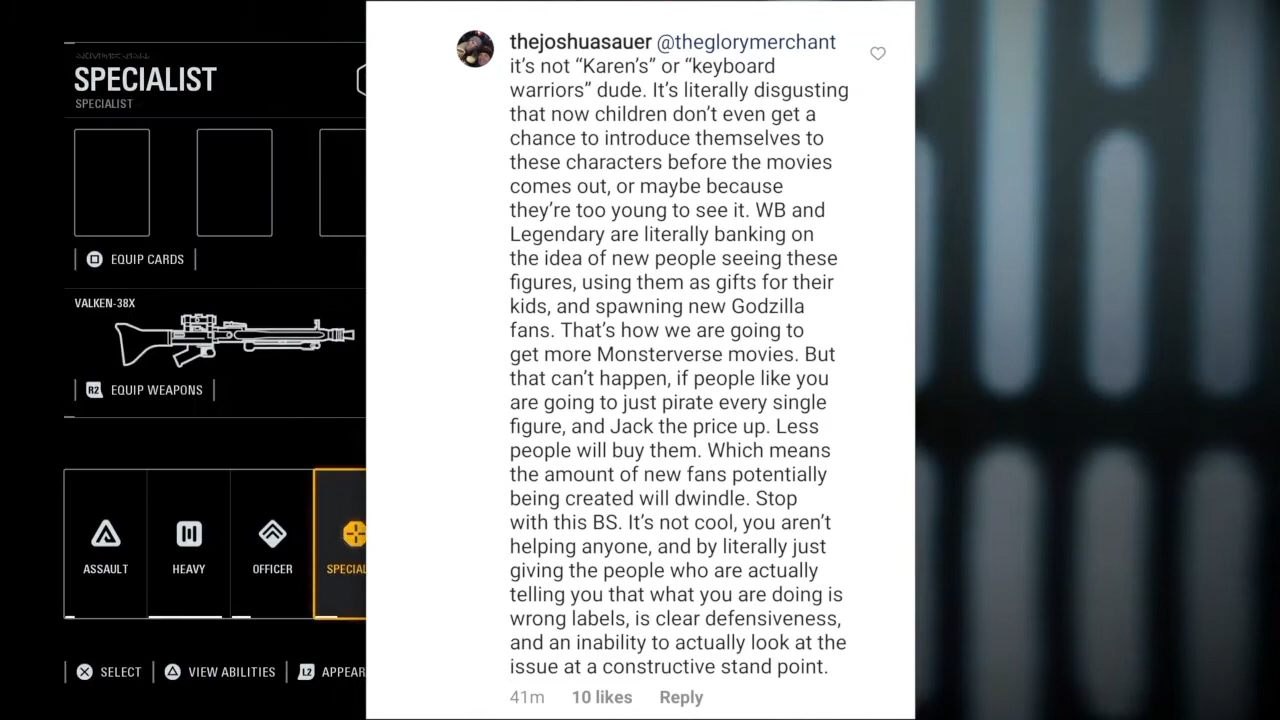 SPECIALIST
SPECIALIST
EQUIP CARDS
VALKEN-38X
R2 EQUIP WEAPONS
ASSAULT
HEAVY
OFFICER
SPECIAL
SELECT
VIEW ABILITIES
L2 APPEAR
thejoshuasauer @theglorymerchant
it’s not “Karen’s” or “keyboard
warriors” dude. It’s literally disgusting
that now children don’t even get a
chance to introduce themselves to
these characters before the movies
comes out, or maybe because
they’re too young to see it. WB and
Legendary are literally banking on
the idea of new people seeing these
figures, using them as gifts for their
kids, and spawning new Godzilla
fans. That’s how we are going to
get more Monsterverse movies. But
that can’t happen, if people like you
are going to just pirate every single
figure, and Jack the price up. Less
people will buy them. Which means
the amount of new fans potentially
being created will dwindle. Stop
with this BS. It’s not cool, you aren’t
helping anyone, and by literally just
giving the people who are actually
telling you that what you are doing is
wrong labels, is clear defensiveness,
and an inability to actually look at the
issue at a constructive stand point.
41m 10 likes Reply